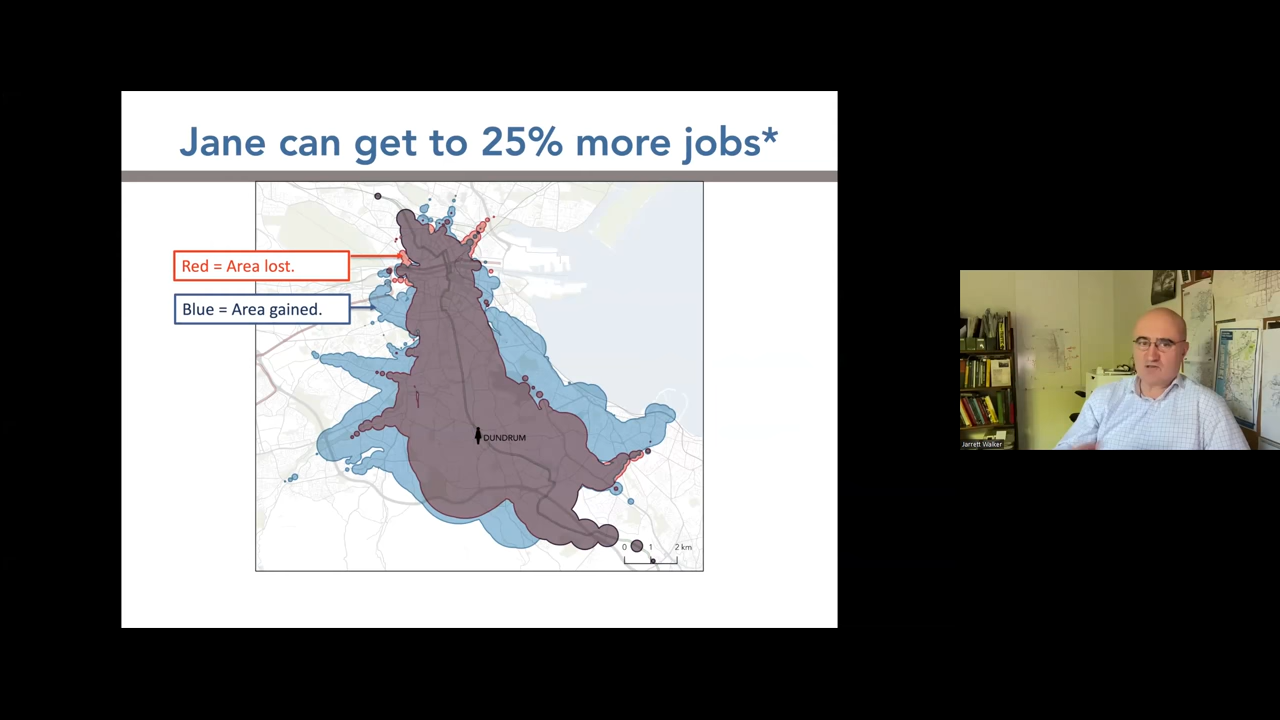 Jane can get to 25% more jobs*
Red = Area lost.
Blue = Area gained.
DUNDRUM
0 1 2 km
Jarrett Walker